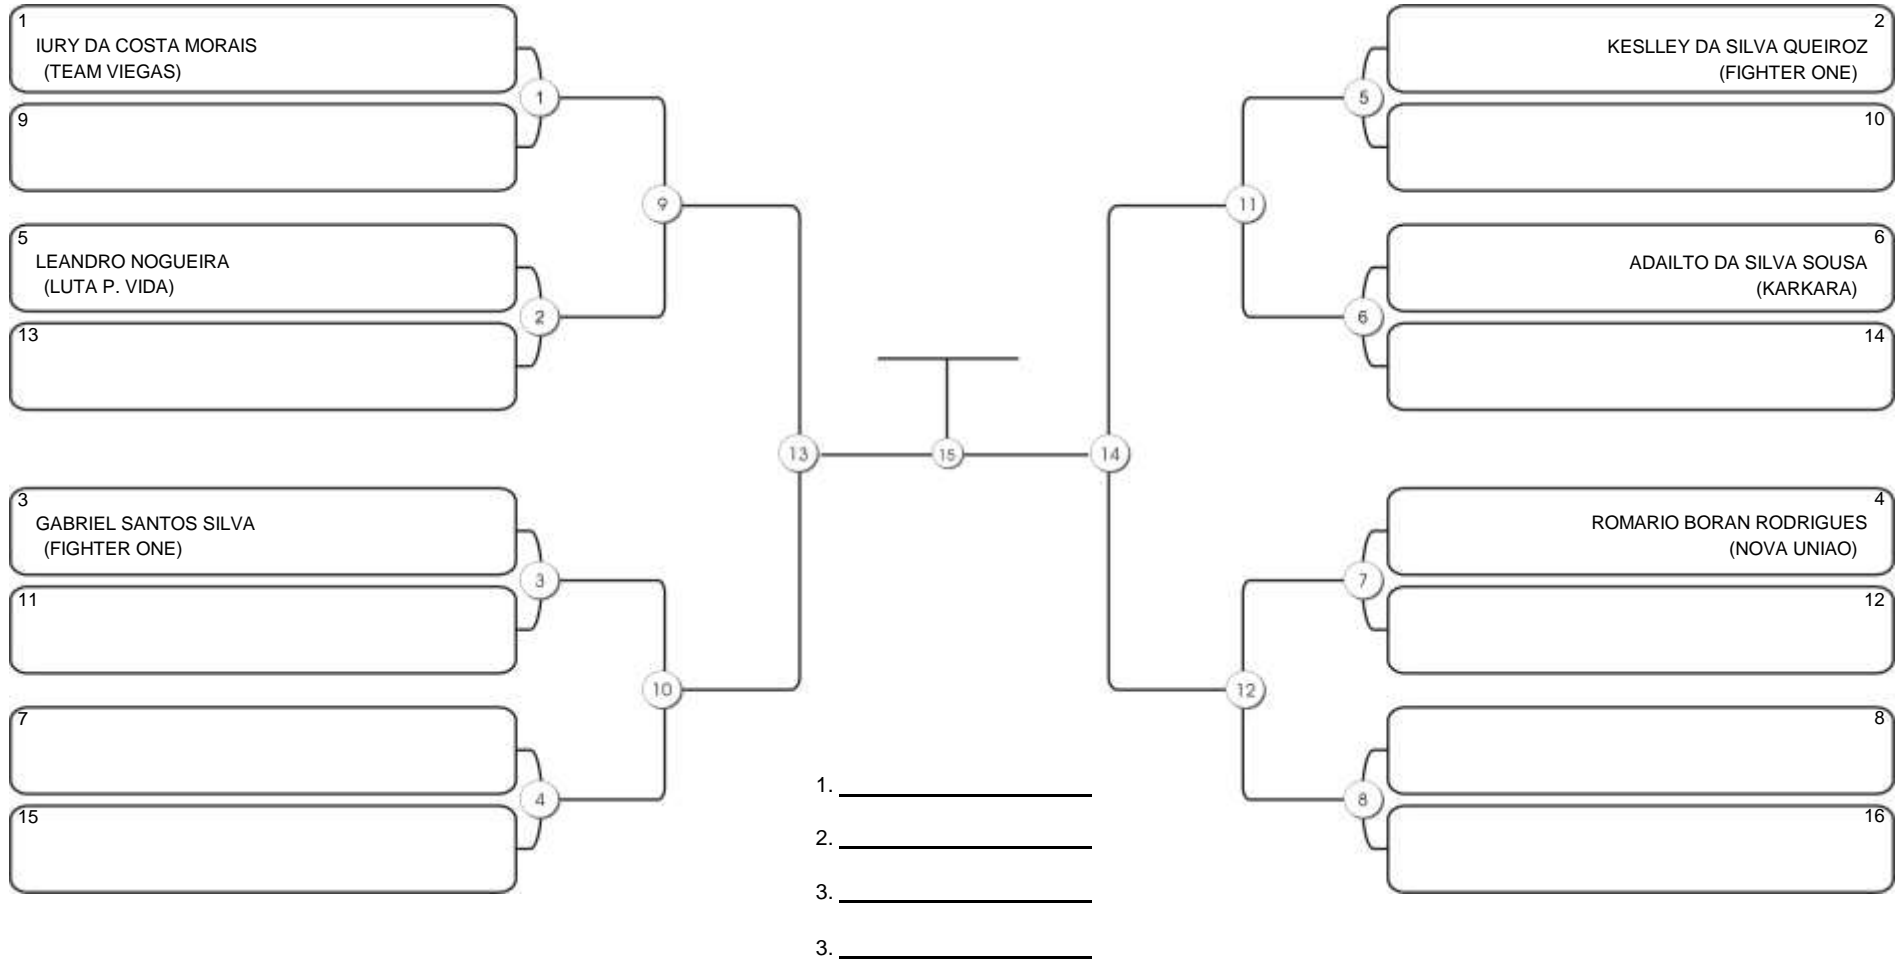 1
IURY DA COSTA MORAIS
(TEAM VIEGAS)
9
5
LEANDRO NOGUEIRA
(LUTA P. VIDA)
13
3
GABRIEL SANTOS SILVA
(FIGHTER ONE)
11
7
15
1
2
3
4
9
10
13
15
14
11
12
5
6
7
8
2
KESLLEY DA SILVA QUEIROZ
(FIGHTER ONE)
10
6
ADAILTO DA SILVA SOUSA
(KARKARA)
14
4
ROMARIO BORAN RODRIGUES
(NOVA UNIAO)
12
8
16
1.
2.
3.
3.